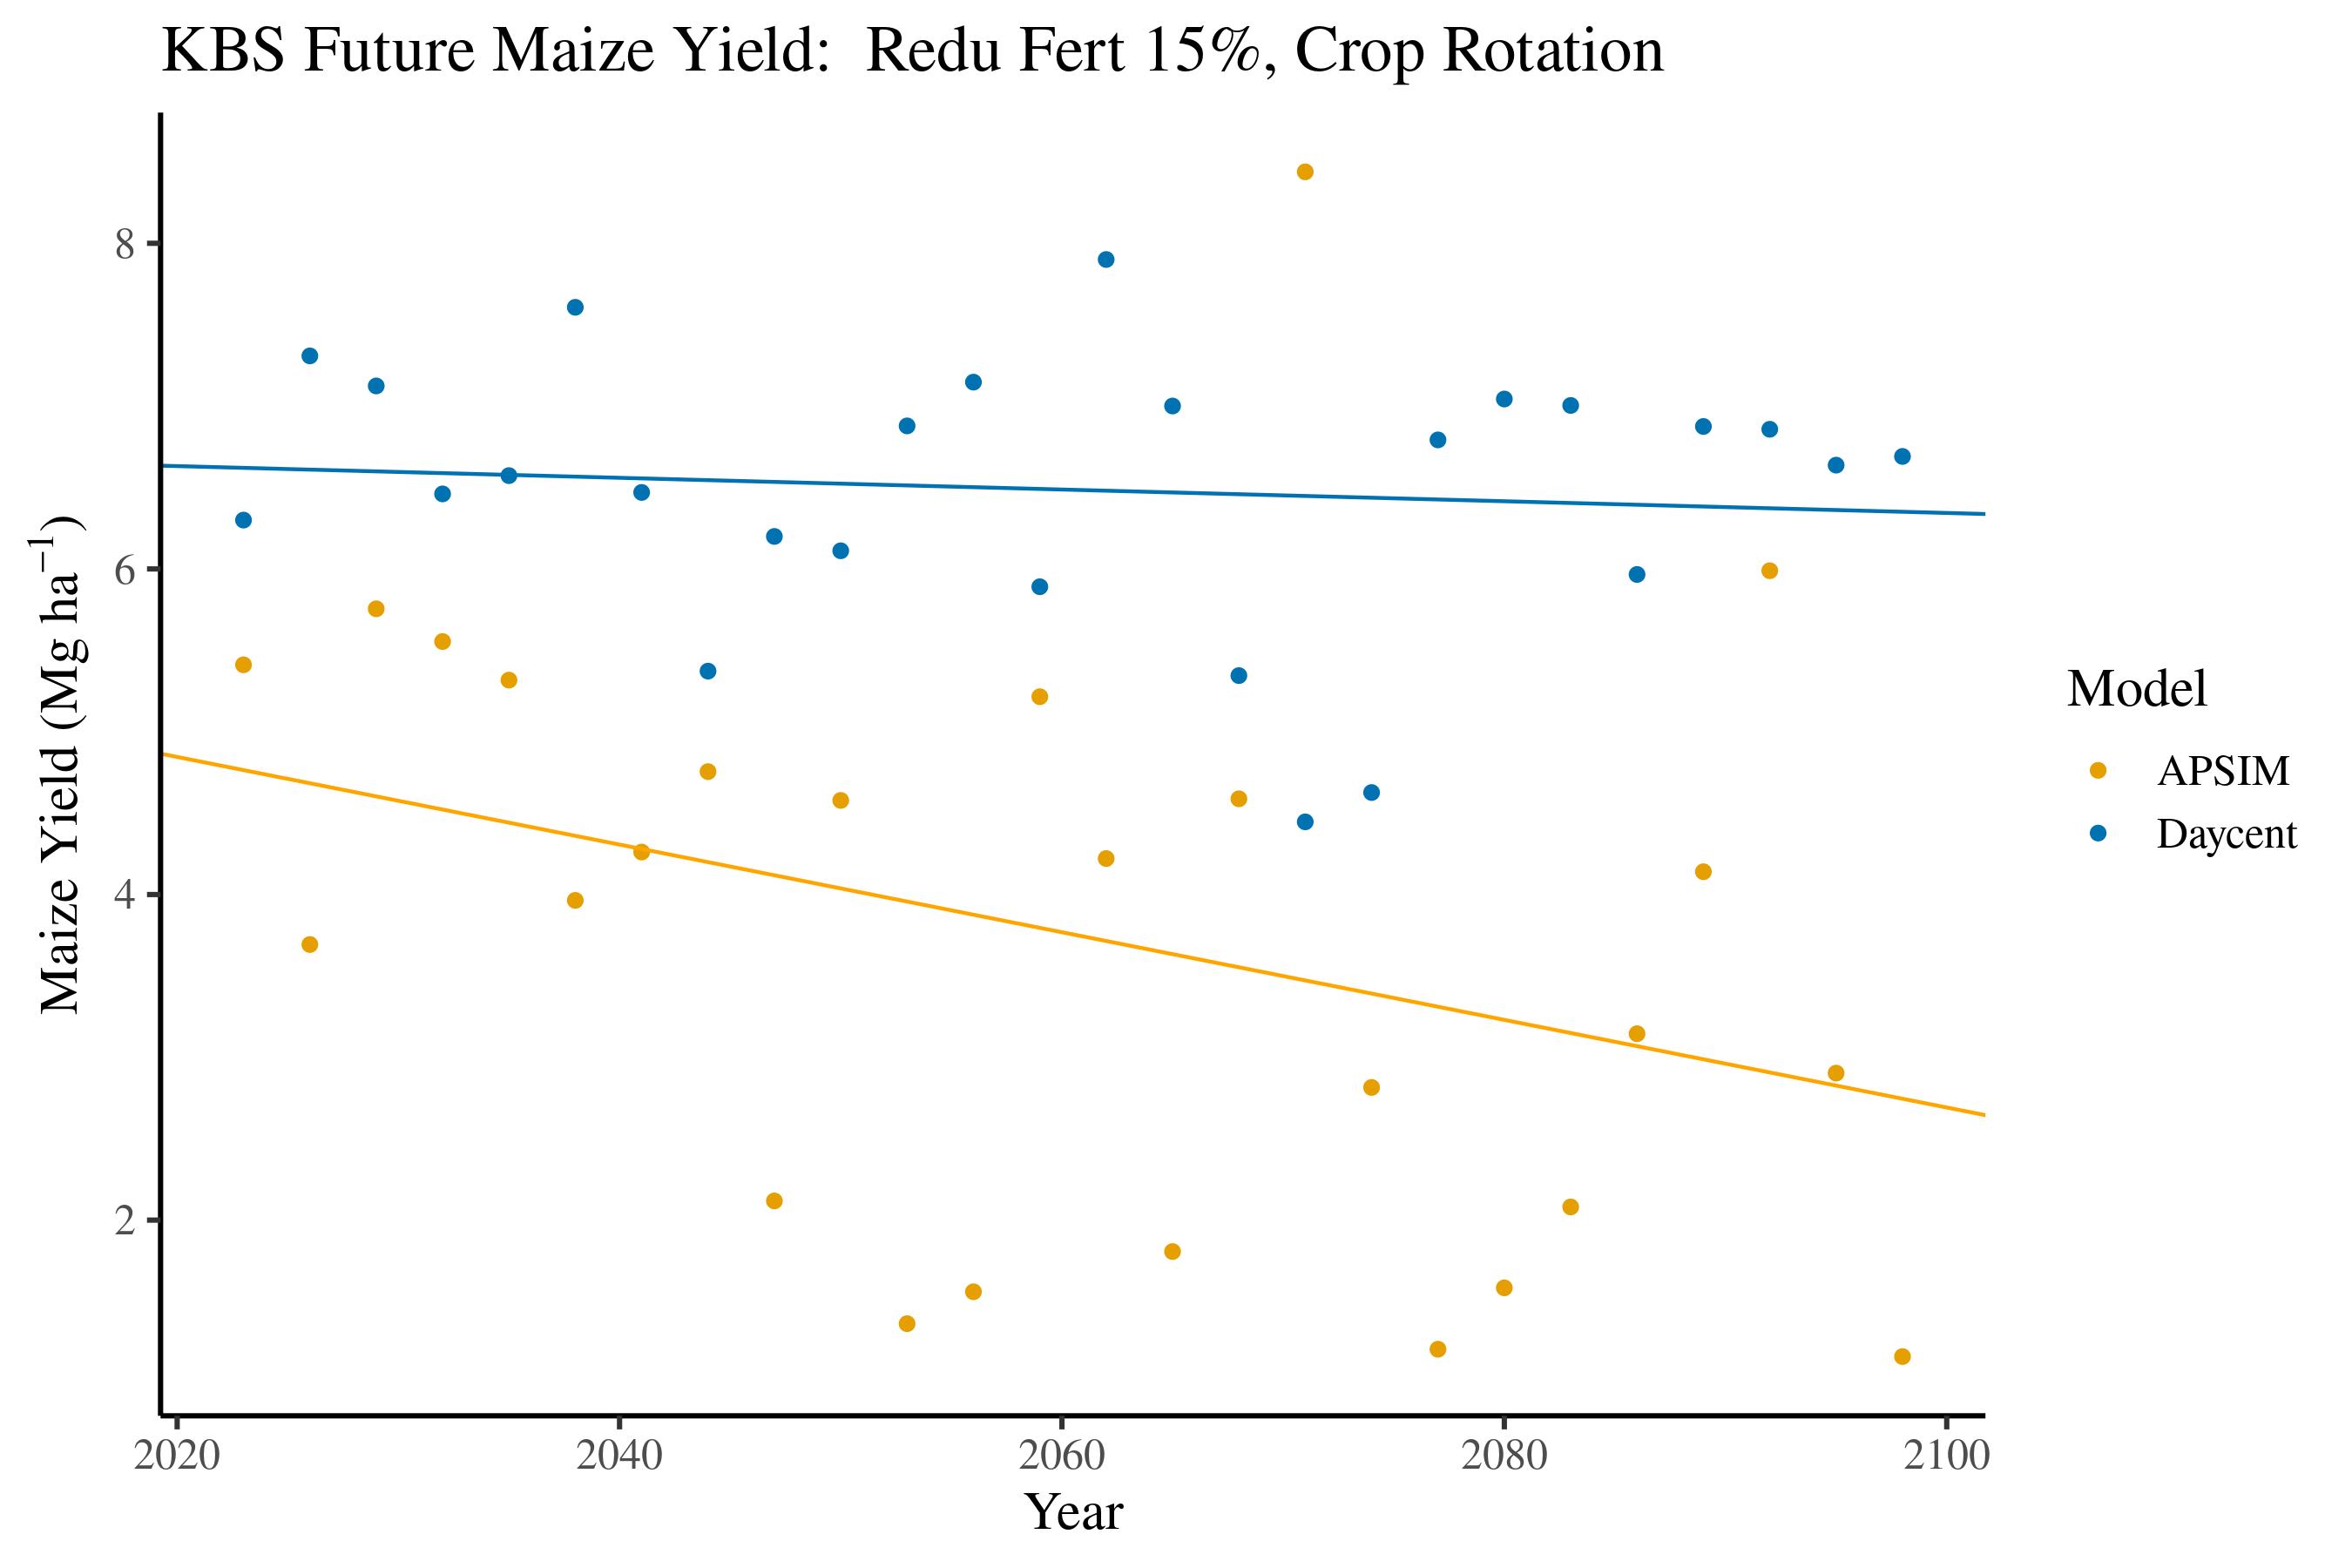 KBS Future Maize Yield:  Redu Fert 15%, Crop Rotation
Maize Yield (Mg ha⁻¹)
8
6
4
2
2020 2040 2060 2080 2100
Year
Model
APSIM
Daycent